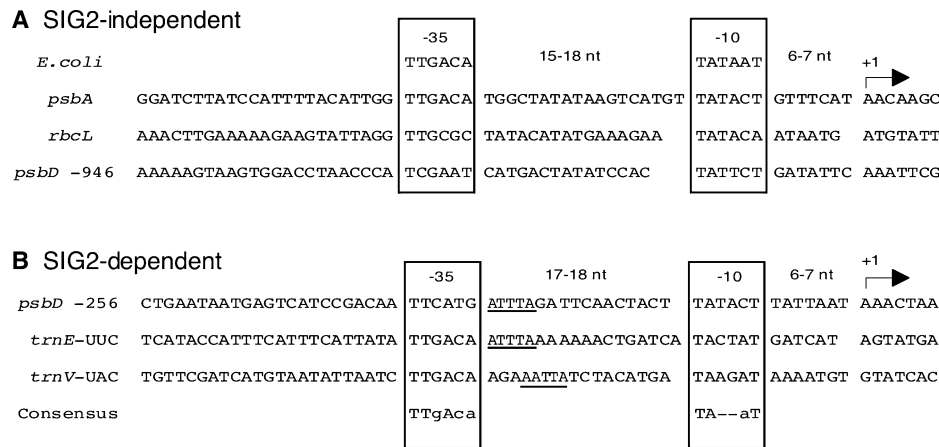 A SIG2-independent
-35 -10
E.coli TTGACA 15-18 nt TATAAT 6-7 nt +1
psbA GGATCTTATCCATTTTACATTGG TTGACA TGGCTATATAAGTCATGT TATACT GTTTCAT AACAAGC
rbcL AAACTTGAAAAAGAAGTATTAGG TTGCGC TATACATATGAAAGAA TATACA ATAATG ATGTATT
psbD -946 AAAAAGTAAGTGGACCTAACCCA TCGAAT CATGACTATATCCAC TATTCT GATATTC AAATTCG
B SIG2-dependent
-35 17-18 nt -10 6-7 nt +1
psbD -256 CTGAATAATGAGTCATCCGACAA TTCATG ATTTAGATTCAACTACT TATACT TATTAAT AAACTAA
trnE-UUC TCATACCATTTCATTTCATTATA TTGACA ATTTAAAAAAACTGATCA TACTAT GATCAT AGTATGA
trnV-UAC TGTTCGATCATGTAATATTAATC TTGACA AGAAATTATCTACATGA TAAGAT AAAATGT GTATCAC
Consensus TTgAca TA--aT